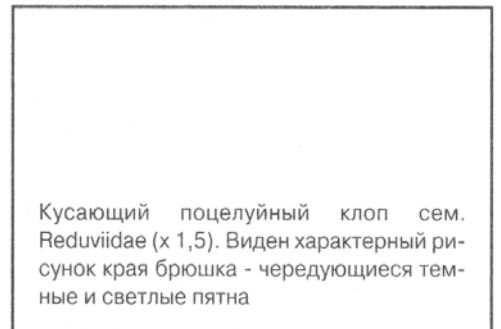 Кусающий поцелуйный клоп сем.
Reduviidae (x 1,5). Виден характерный ри-
сунок края брюшка - чередующиеся тем-
ные и светлые пятна